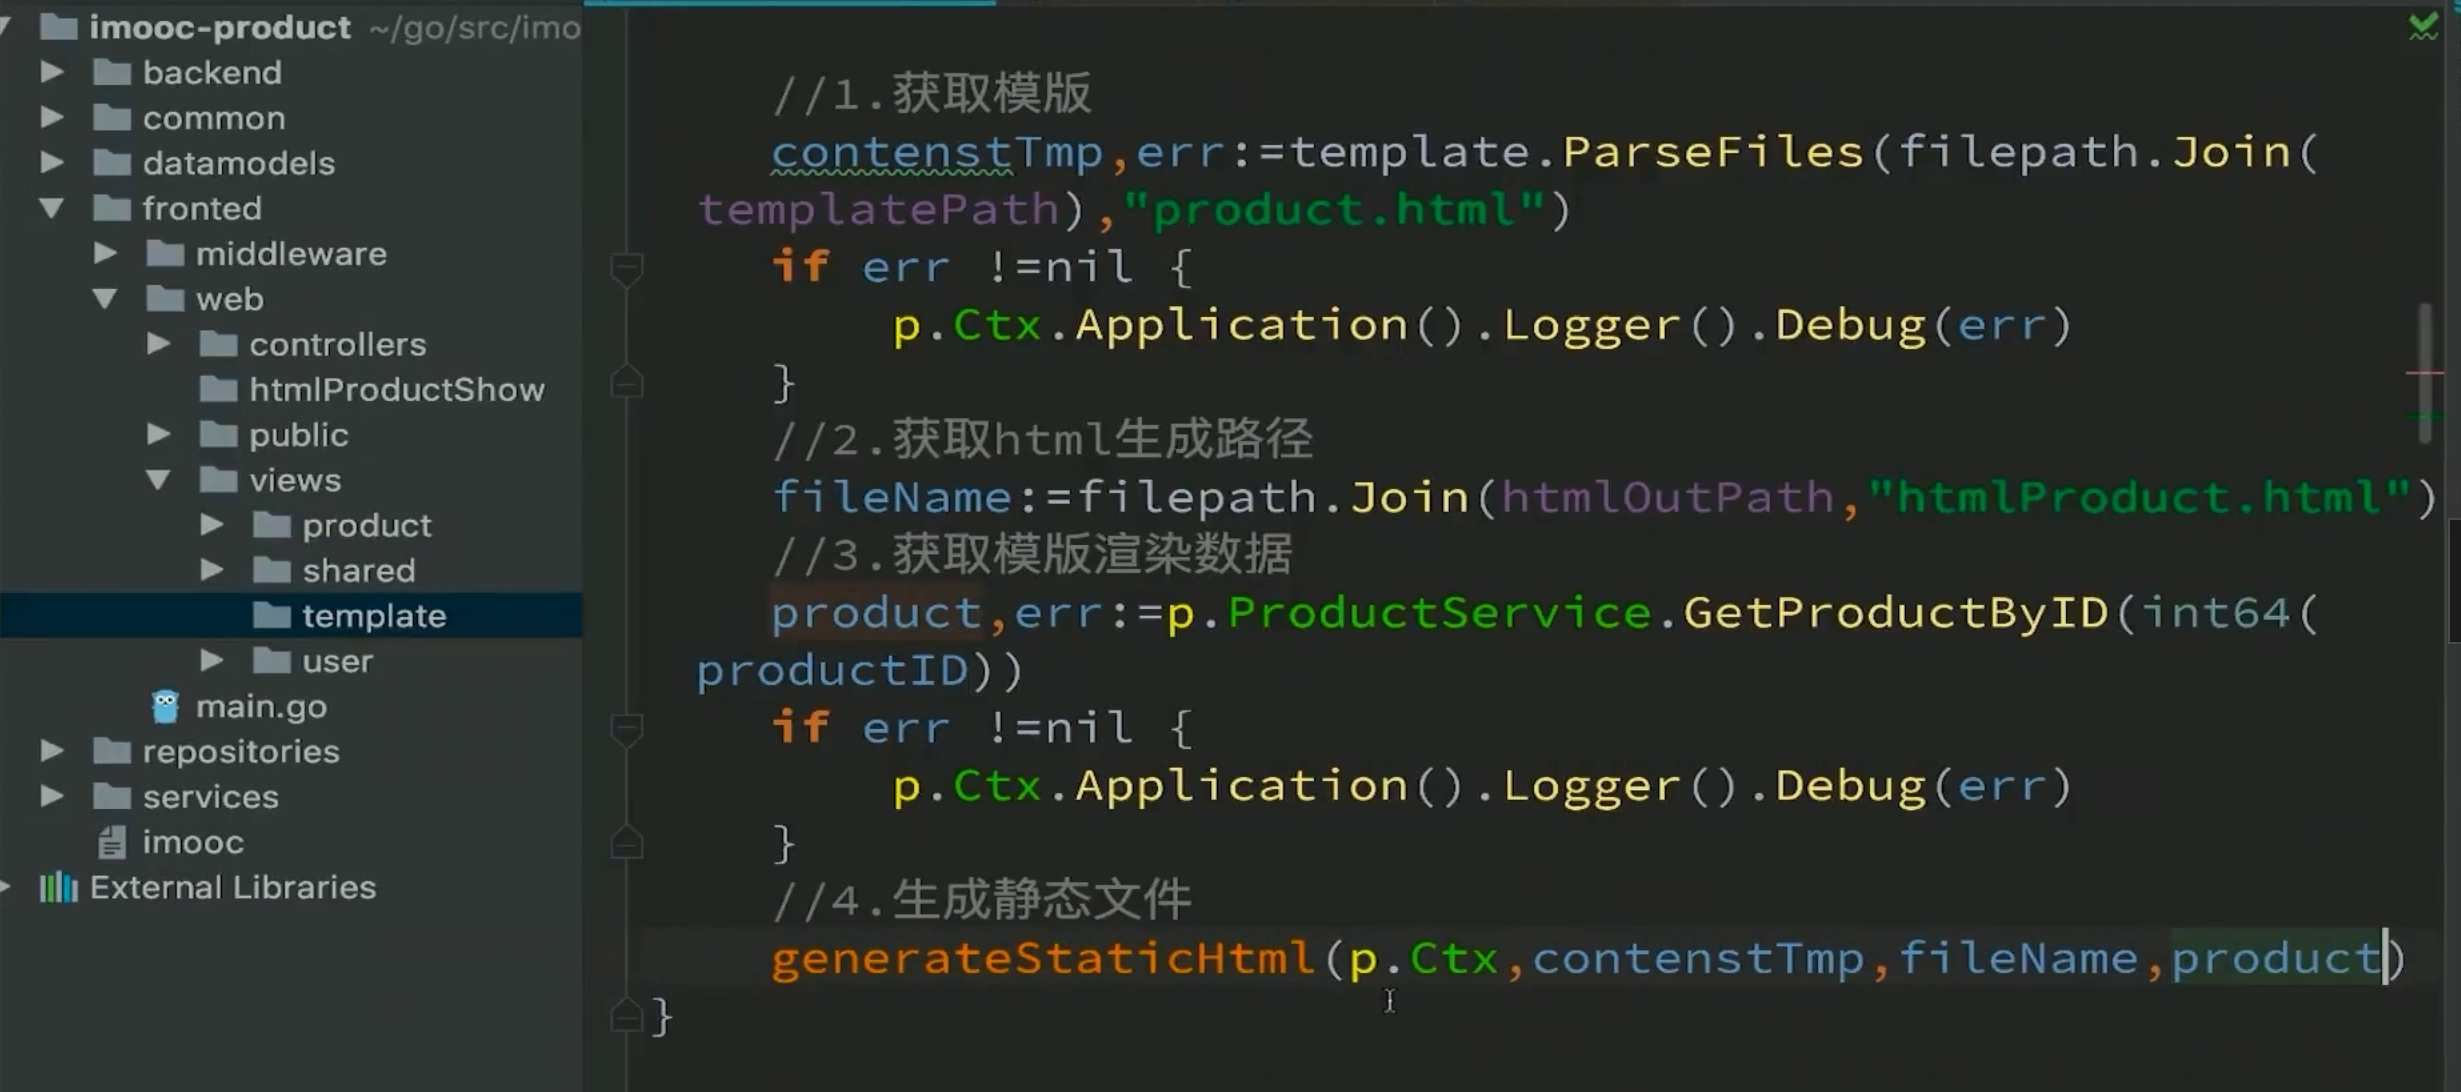 imooc-product ~/go/src/imo
backend
common
datamodels
fronted
middleware
web
controllers
htmlProductShow
public
views
product
shared
template
user
main.go
repositories
services
imooc
External Libraries
//1.获取模版
contenstTmp,err:=template.ParseFiles(filepath.Join(
templatePath),"product.html")
if err !=nil {
p.Ctx.Application().Logger().Debug(err)
}
//2.获取html生成路径
fileName:=filepath.Join(htmlOutPath,"htmlProduct.html")
//3.获取模版渲染数据
product,err:=p.ProductService.GetProductByID(int64(
productID))
if err !=nil {
p.Ctx.Application().Logger().Debug(err)
}
//4.生成静态文件
generateStaticHtml(p.Ctx,contenstTmp,fileName,product)
}